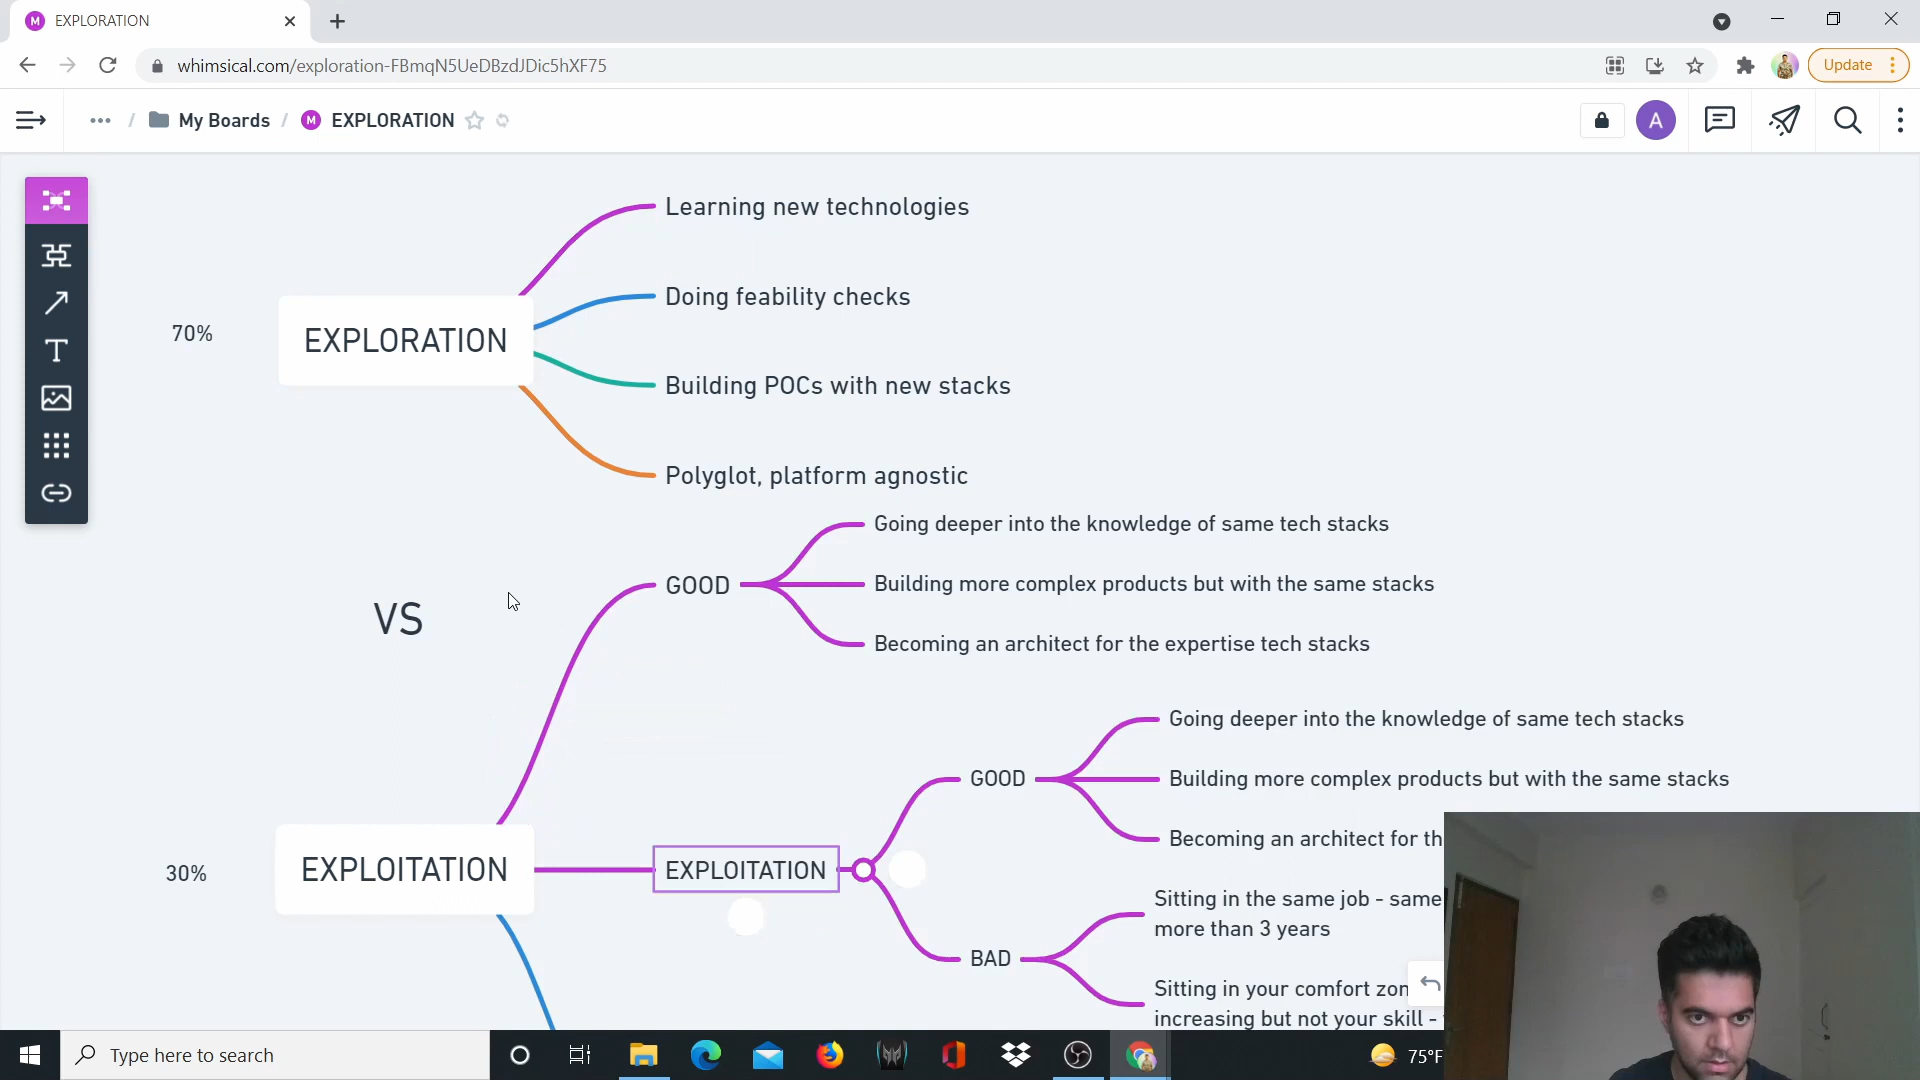 EXPLORATION
whimsical.com/exploration-FBmqN5UeDBzdJDic5hXF75
Update
... / My Boards / M EXPLORATION
A
Learning new technologies
Doing feability checks
70%
EXPLORATION
Building POCs with new stacks
Polyglot, platform agnostic
Going deeper into the knowledge of same tech stacks
GOOD
Building more complex products but with the same stacks
VS
Becoming an architect for the expertise tech stacks
Going deeper into the knowledge of same tech stacks
GOOD
Building more complex products but with the same stacks
Becoming an architect for th
30%
EXPLOITATION
EXPLOITATION
Sitting in the same job - same
more than 3 years
BAD
Sitting in your comfort zon
increasing but not your skill -
Type here to search
75°F